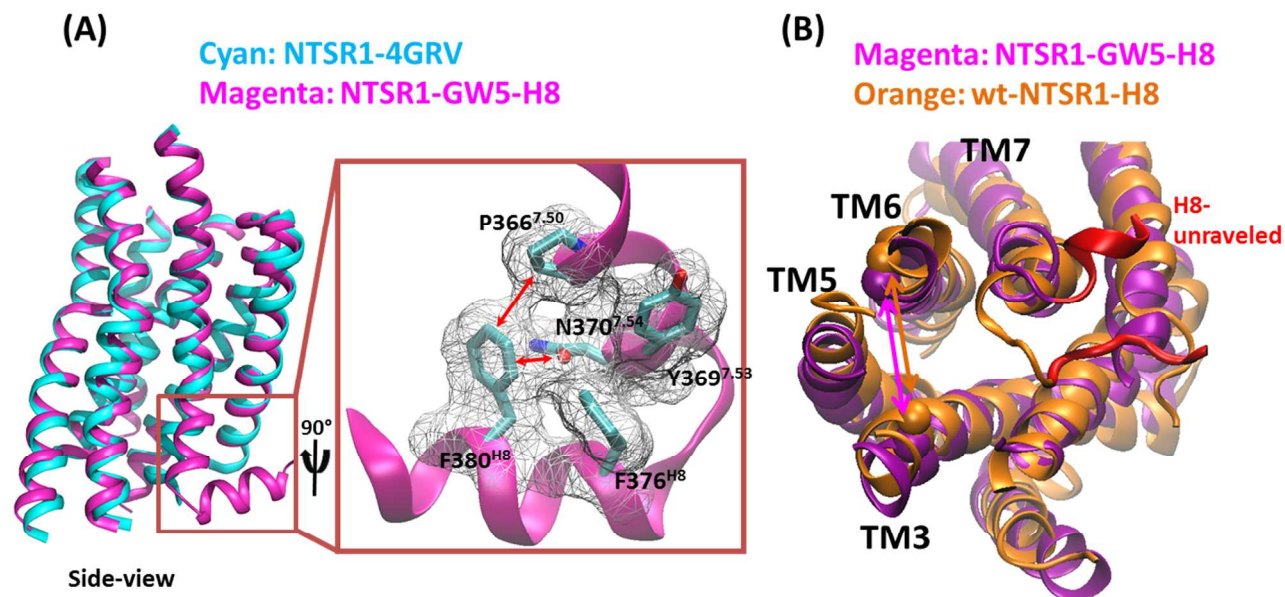 (A)
Cyan: NTSR1-4GRV
Magenta: NTSR1-GW5-H8
P366^7.50
N370^7.54
Y369^7.53
F380^H8
F376^H8
90°
Side-view
(B)
Magenta: NTSR1-GW5-H8
Orange: wt-NTSR1-H8
TM7
TM6
H8-
unraveled
TM5
TM3